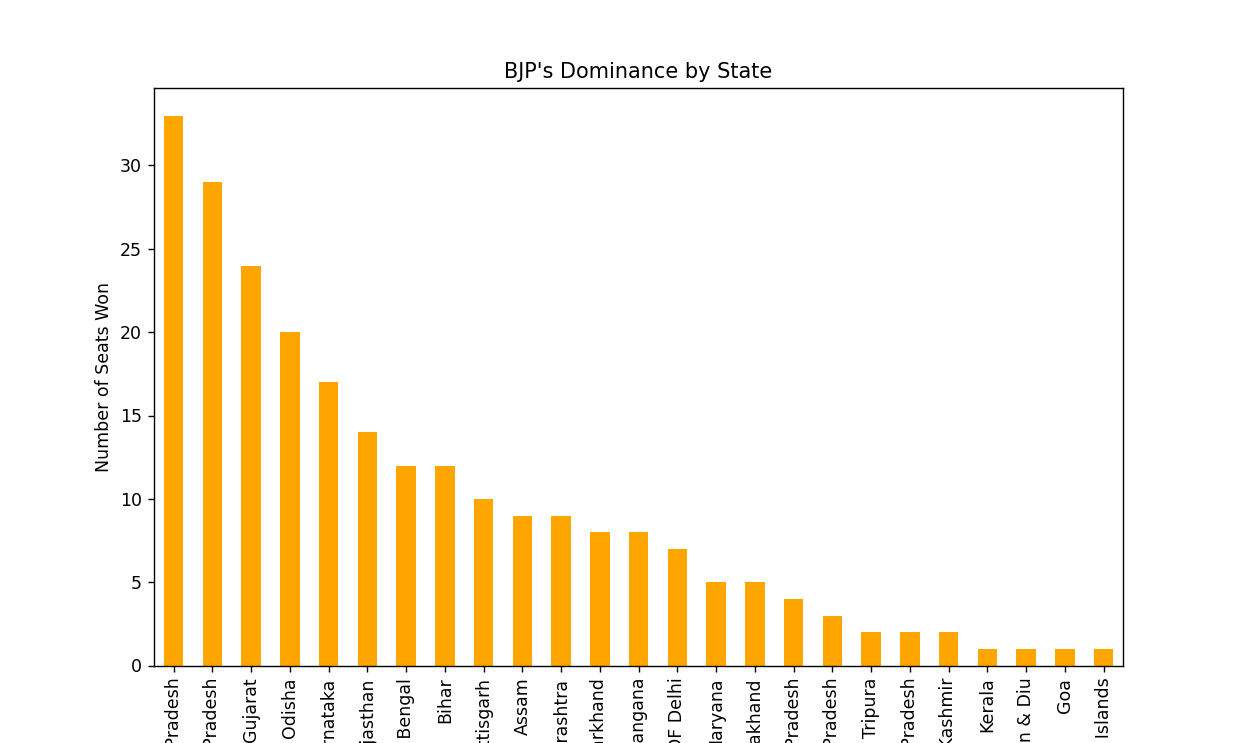 BJP's Dominance by State
Number of Seats Won
30
25
20
15
10
5
0
Pradesh
Pradesh
Gujarat
Odisha
rnataka
jasthan
Bengal
Bihar
ttisgarh
Assam
rashtra
arkhand
angana
OF Delhi
Haryana
akhand
Pradesh
Pradesh
Tripura
Pradesh
Kashmir
Kerala
n & Diu
Goa
Islands